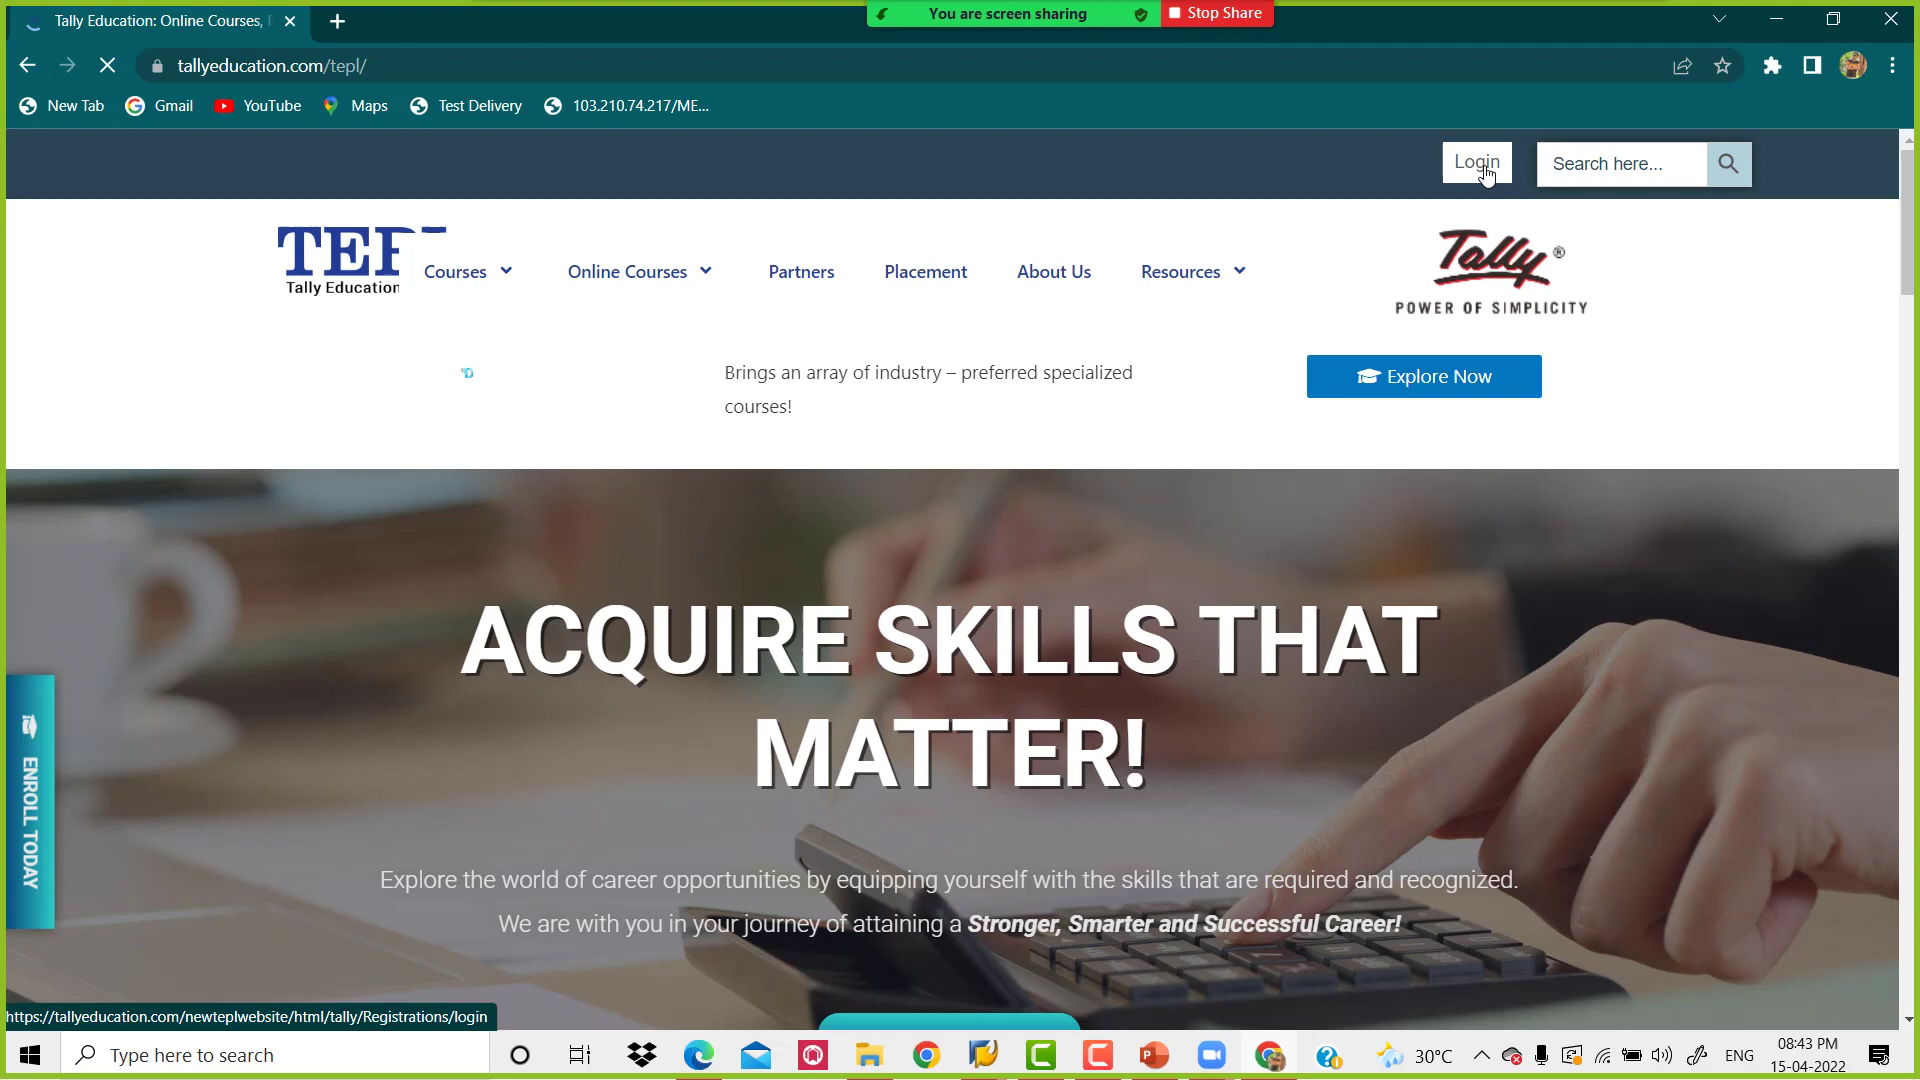 Tally Education: Online Courses,
You are screen sharing
Stop Share
tallyeducation.com/tepl/
New Tab
Gmail
YouTube
Maps
Test Delivery
103.210.74.217/ME...
Login
Search here...
Tally Education
Courses
Online Courses
Partners
Placement
About Us
Resources
Tally ®
POWER OF SIMPLICITY
Brings an array of industry – preferred specialized
courses!
Explore Now
ACQUIRE SKILLS THAT
MATTER!
ENROLL TODAY
Explore the world of career opportunities by equipping yourself with the skills that are required and recognized.
We are with you in your journey of attaining a Stronger, Smarter and Successful Career!
https://tallyeducation.com/newteplwebsite/html/tally/Registrations/login
Type here to search
30°C
ENG
08:43 PM
15-04-2022